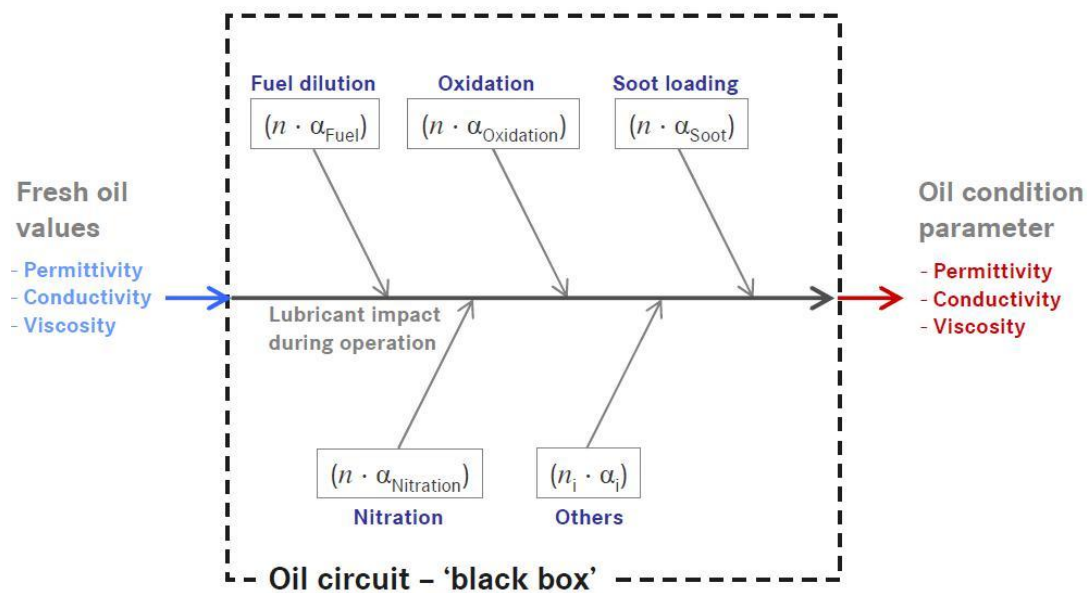 Fuel dilution
(n · α_Fuel)
Oxidation
(n · α_Oxidation)
Soot loading
(n · α_Soot)
Fresh oil
values
- Permittivity
- Conductivity
- Viscosity
Lubricant impact
during operation
Oil condition
parameter
- Permittivity
- Conductivity
- Viscosity
(n · α_Nitration)
Nitration
(n_i · α_i)
Others
Oil circuit – ‘black box’